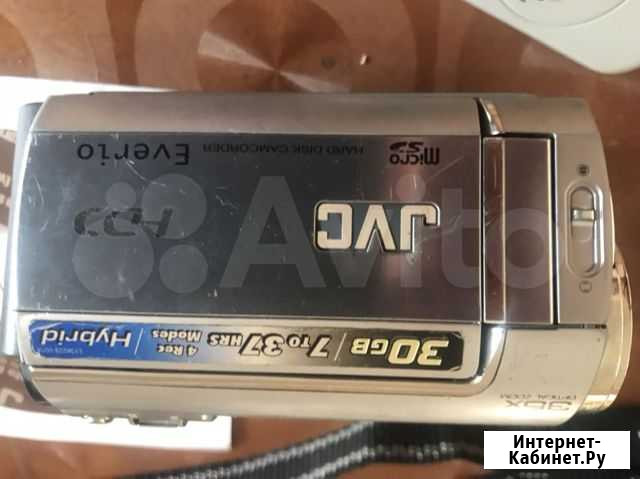 35x
OPTICAL ZOOM
30GB / 7 TO 37 HRS / 4 Rec Modes / Hybrid
JVC
HDD
micro SD
HARD DISK CAMCORDER
Everio
Avito
Интернет-
Кабинет.Ру